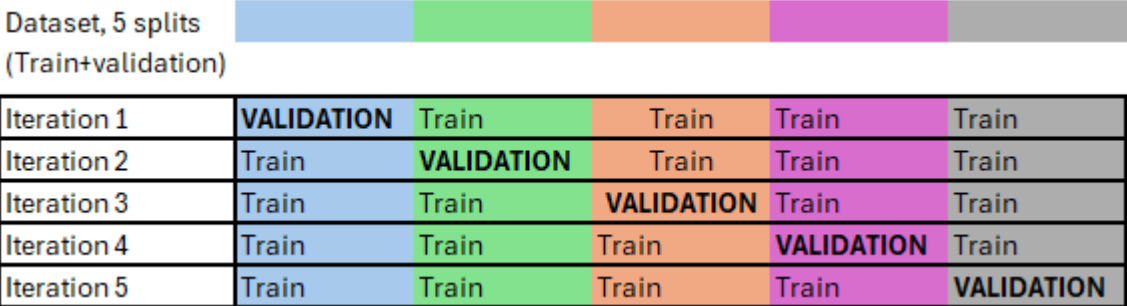 Dataset, 5 splits
(Train+validation)
Iteration 1 VALIDATION Train Train Train Train
Iteration 2 Train VALIDATION Train Train Train
Iteration 3 Train Train VALIDATION Train Train
Iteration 4 Train Train Train VALIDATION Train
Iteration 5 Train Train Train Train VALIDATION